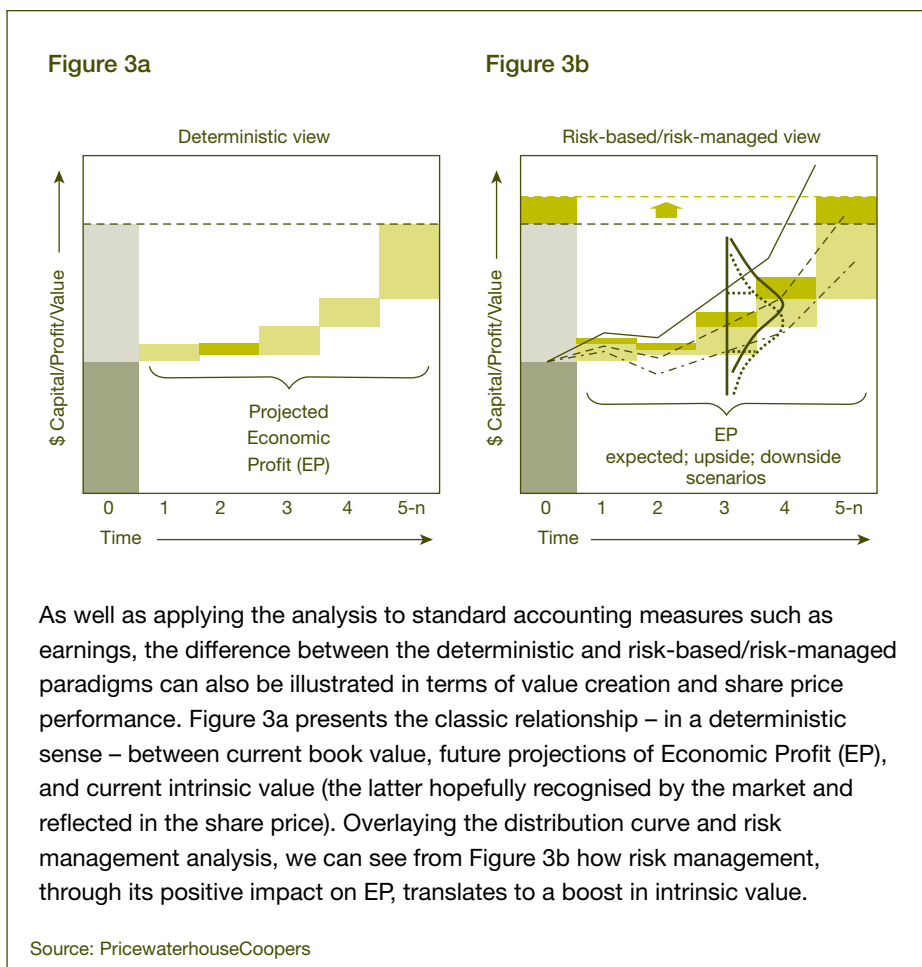 Figure 3a
Deterministic view
$ Capital/Profit/Value
Projected
Economic
Profit (EP)
0 1 2 3 4 5-n
Time
Figure 3b
Risk-based/risk-managed view
$ Capital/Profit/Value
EP
expected; upside; downside
scenarios
0 1 2 3 4 5-n
Time
As well as applying the analysis to standard accounting measures such as
earnings, the difference between the deterministic and risk-based/risk-managed
paradigms can also be illustrated in terms of value creation and share price
performance. Figure 3a presents the classic relationship – in a deterministic
sense – between current book value, future projections of Economic Profit (EP),
and current intrinsic value (the latter hopefully recognised by the market and
reflected in the share price). Overlaying the distribution curve and risk
management analysis, we can see from Figure 3b how risk management,
through its positive impact on EP, translates to a boost in intrinsic value.
Source: PricewaterhouseCoopers